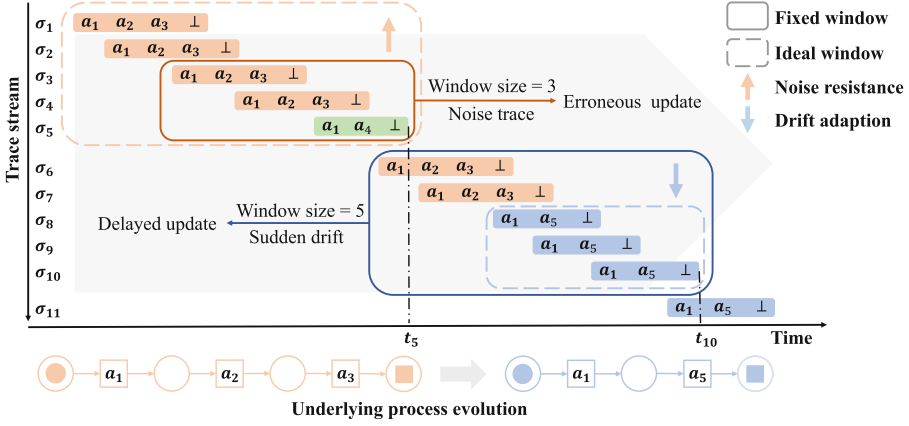 σ1 a1 a2 a3 ⊥
σ2 a1 a2 a3 ⊥
σ3 a1 a2 a3 ⊥
σ4 a1 a2 a3 ⊥
σ5 a1 a4 ⊥
σ6 a1 a2 a3 ⊥
σ7 a1 a2 a3 ⊥
σ8 a1 a5 ⊥
σ9 a1 a5 ⊥
σ10 a1 a5 ⊥
σ11 a1 a5 ⊥
Trace stream
Fixed window
Ideal window
Noise resistance
Drift adaption
Window size = 3
Noise trace
Erroneous update
Window size = 5
Sudden drift
Delayed update
t5 t10 Time
a1 a2 a3 a1 a5
Underlying process evolution